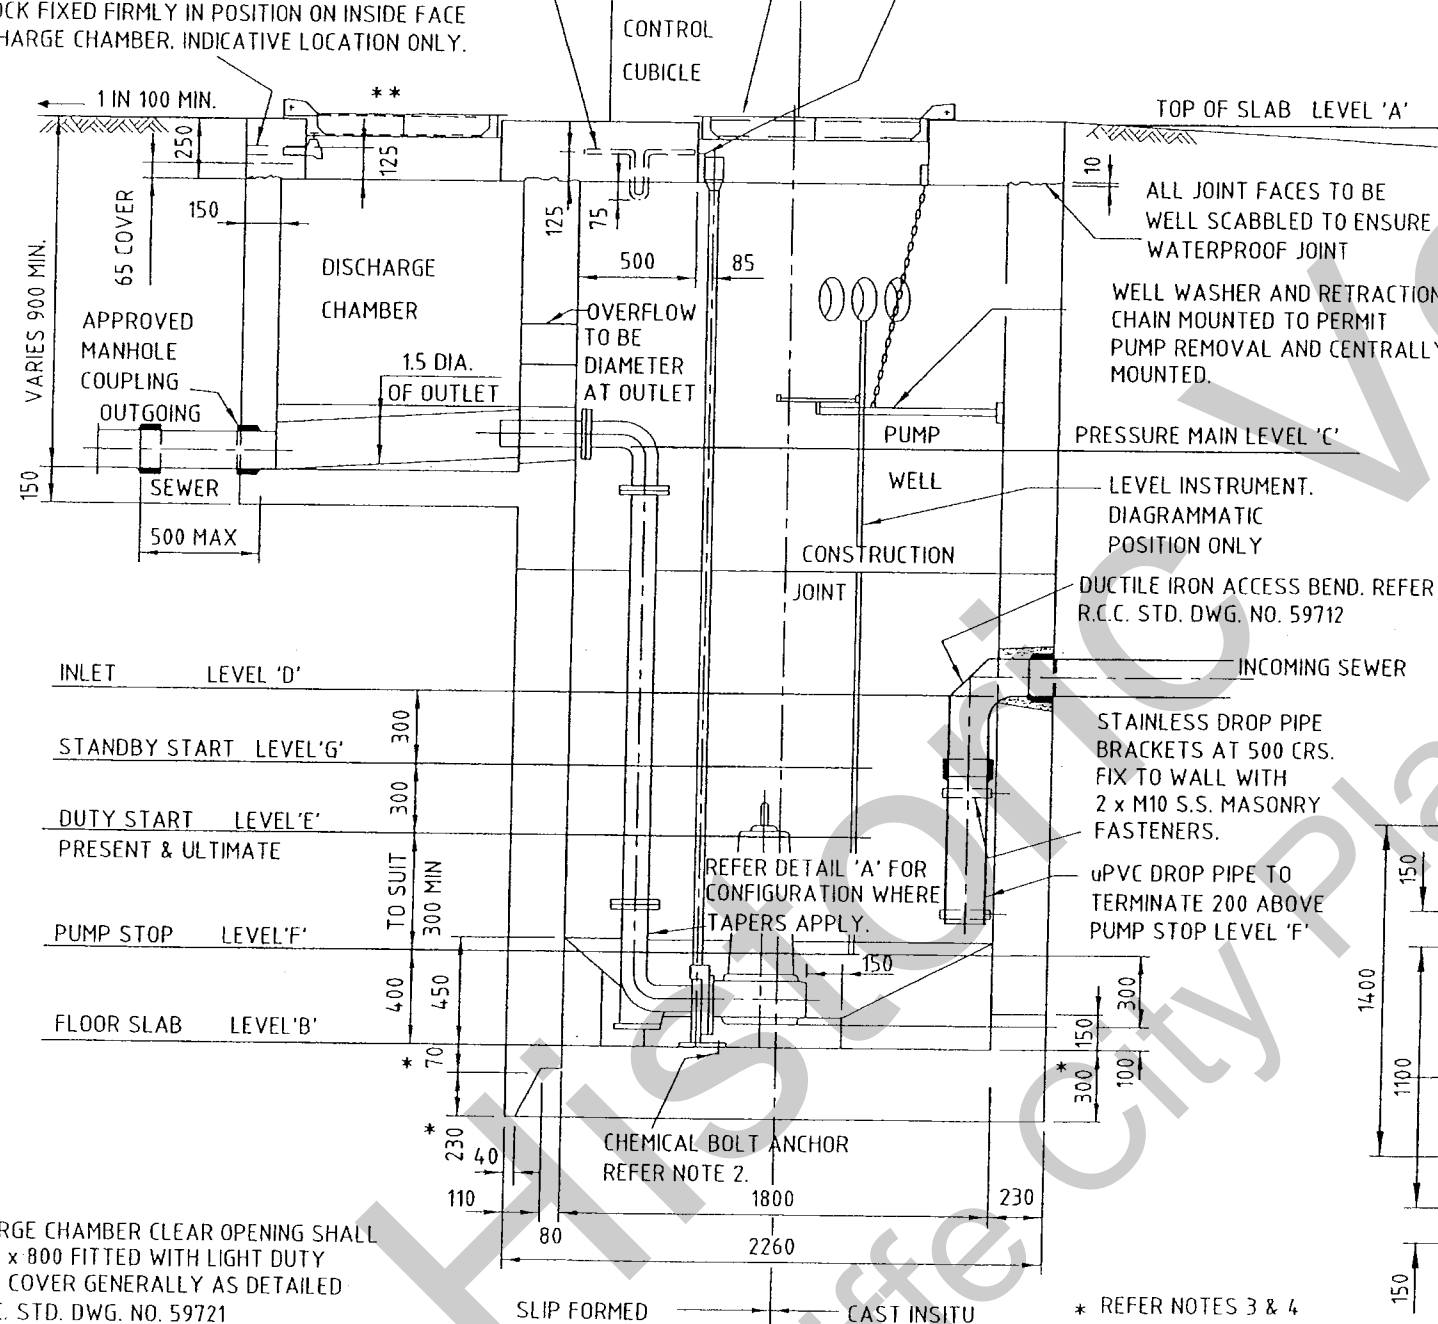 OCK FIXED FIRMLY IN POSITION ON INSIDE FACE
HARGE CHAMBER. INDICATIVE LOCATION ONLY.
CONTROL
CUBICLE
1 IN 100 MIN.
* *
TOP OF SLAB LEVEL 'A'
250
125
125
75
10
65 COVER
150
VARIES 900 MIN.
150
DISCHARGE
CHAMBER
500
85
ALL JOINT FACES TO BE
WELL SCABBLED TO ENSURE
WATERPROOF JOINT
WELL WASHER AND RETRACTION
CHAIN MOUNTED TO PERMIT
PUMP REMOVAL AND CENTRALLY
MOUNTED.
APPROVED
MANHOLE
COUPLING
OUTGOING
SEWER
500 MAX
1.5 DIA.
OF OUTLET
OVERFLOW
TO BE
DIAMETER
AT OUTLET
PUMP
WELL
PRESSURE MAIN LEVEL 'C'
LEVEL INSTRUMENT.
DIAGRAMMATIC
POSITION ONLY
CONSTRUCTION
JOINT
DUCTILE IRON ACCESS BEND. REFER
R.C.C. STD. DWG. NO. 59712
INCOMING SEWER
INLET LEVEL 'D'
300
STANDBY START LEVEL'G'
300
DUTY START LEVEL'E'
PRESENT & ULTIMATE
TO SUIT
300 MIN
PUMP STOP LEVEL'F'
400
450
FLOOR SLAB LEVEL'B'
* 70
* 230
STAINLESS DROP PIPE
BRACKETS AT 500 CRS.
FIX TO WALL WITH
2 x M10 S.S. MASONRY
FASTENERS.
uPVC DROP PIPE TO
TERMINATE 200 ABOVE
PUMP STOP LEVEL 'F'
REFER DETAIL 'A' FOR
CONFIGURATION WHERE
TAPERS APPLY.
150
300
150
100
* 300
150
1400
1100
150
CHEMICAL BOLT ANCHOR
REFER NOTE 2.
40
110
80
1800
230
2260
RGE CHAMBER CLEAR OPENING SHALL
x 800 FITTED WITH LIGHT DUTY
COVER GENERALLY AS DETAILED
. STD. DWG. NO. 59721
SLIP FORMED
CAST INSITU
* REFER NOTES 3 & 4
Historic Ve
ffe City Pla